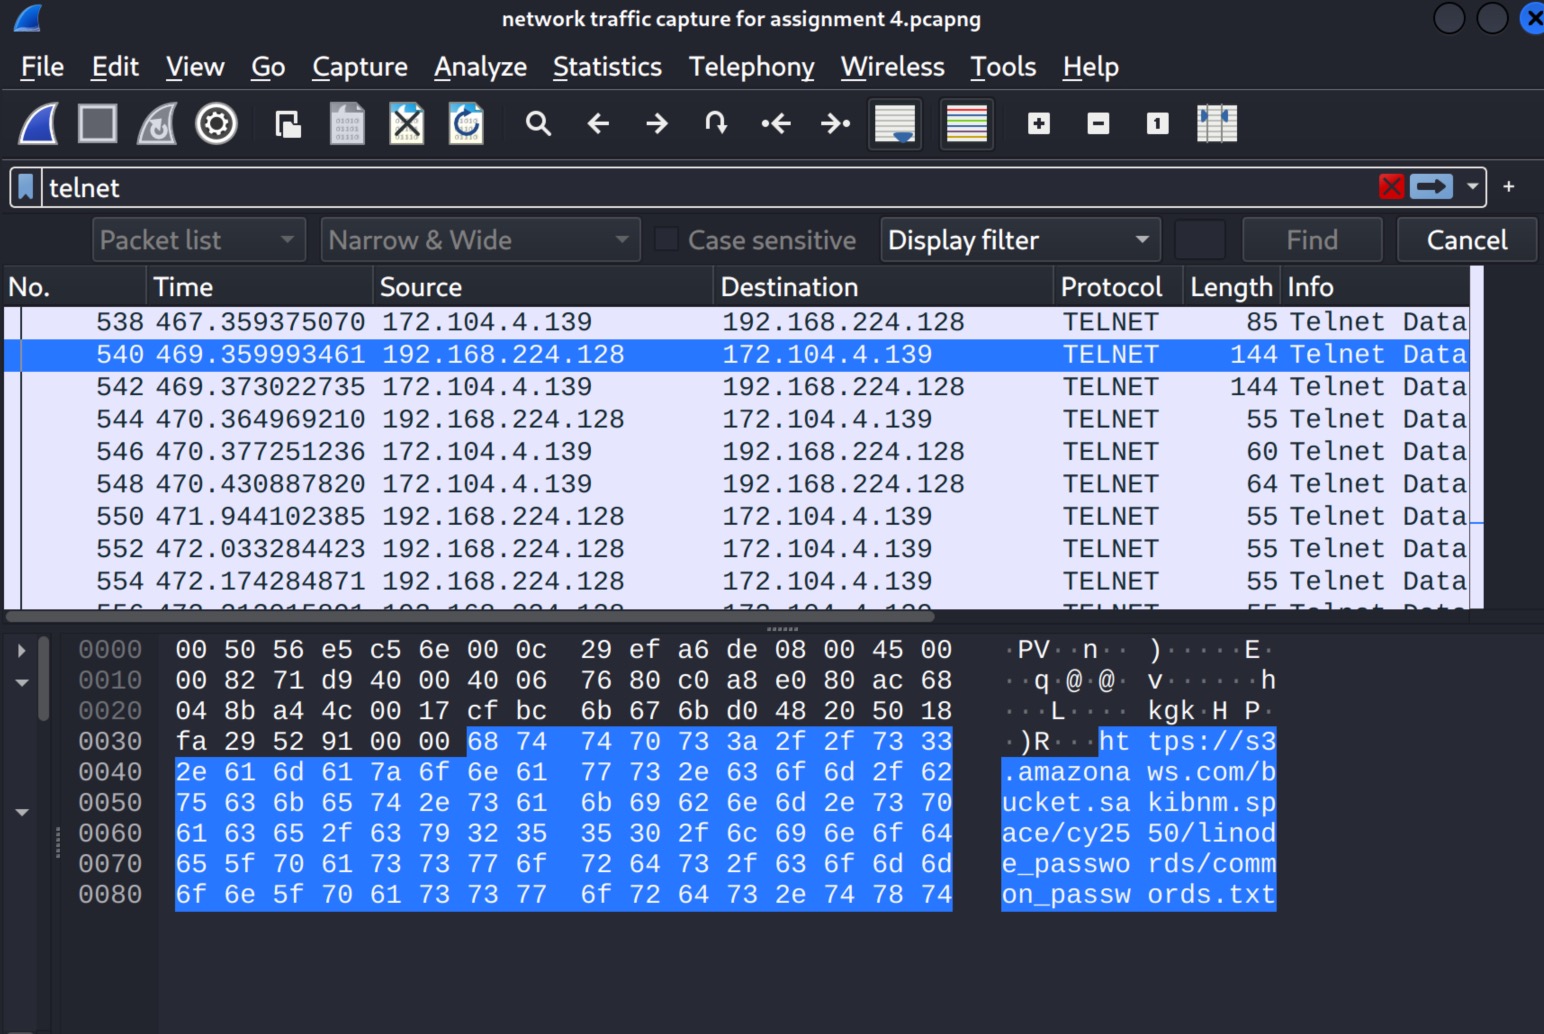 network traffic capture for assignment 4.pcapng
File Edit View Go Capture Analyze Statistics Telephony Wireless Tools Help
telnet
+
Packet list Narrow & Wide Case sensitive Display filter Find Cancel
No. Time Source Destination Protocol Length Info
538 467.359375070 172.104.4.139 192.168.224.128 TELNET 85 Telnet Data
540 469.359993461 192.168.224.128 172.104.4.139 TELNET 144 Telnet Data
542 469.373022735 172.104.4.139 192.168.224.128 TELNET 144 Telnet Data
544 470.364969210 192.168.224.128 172.104.4.139 TELNET 55 Telnet Data
546 470.377251236 172.104.4.139 192.168.224.128 TELNET 60 Telnet Data
548 470.430887820 172.104.4.139 192.168.224.128 TELNET 64 Telnet Data
550 471.944102385 192.168.224.128 172.104.4.139 TELNET 55 Telnet Data
552 472.033284423 192.168.224.128 172.104.4.139 TELNET 55 Telnet Data
554 472.174284871 192.168.224.128 172.104.4.139 TELNET 55 Telnet Data
0000 00 50 56 e5 c5 6e 00 0c 29 ef a6 de 08 00 45 00 ·PV··n·· )·····E·
0010 00 82 71 d9 40 00 40 06 76 80 c0 a8 e0 80 ac 68 ··q·@·@· v······h
0020 04 8b a4 4c 00 17 cf bc 6b 67 6b d0 48 20 50 18 ···L···· kgk·H P·
0030 fa 29 52 91 00 00 68 74 74 70 73 3a 2f 2f 73 33 ·)R···ht tps://s3
0040 2e 61 6d 61 7a 6f 6e 61 77 73 2e 63 6f 6d 2f 62 .amazona ws.com/b
0050 75 63 6b 65 74 2e 73 61 6b 69 62 6e 6d 2e 73 70 ucket.sa kibnm.sp
0060 61 63 65 2f 63 79 32 35 35 30 2f 6c 69 6e 6f 64 ace/cy25 50/linod
0070 65 5f 70 61 73 73 77 6f 72 64 73 2f 63 6f 6d 6d e_passwo rds/comm
0080 6f 6e 5f 70 61 73 73 77 6f 72 64 73 2e 74 78 74 on_passw ords.txt